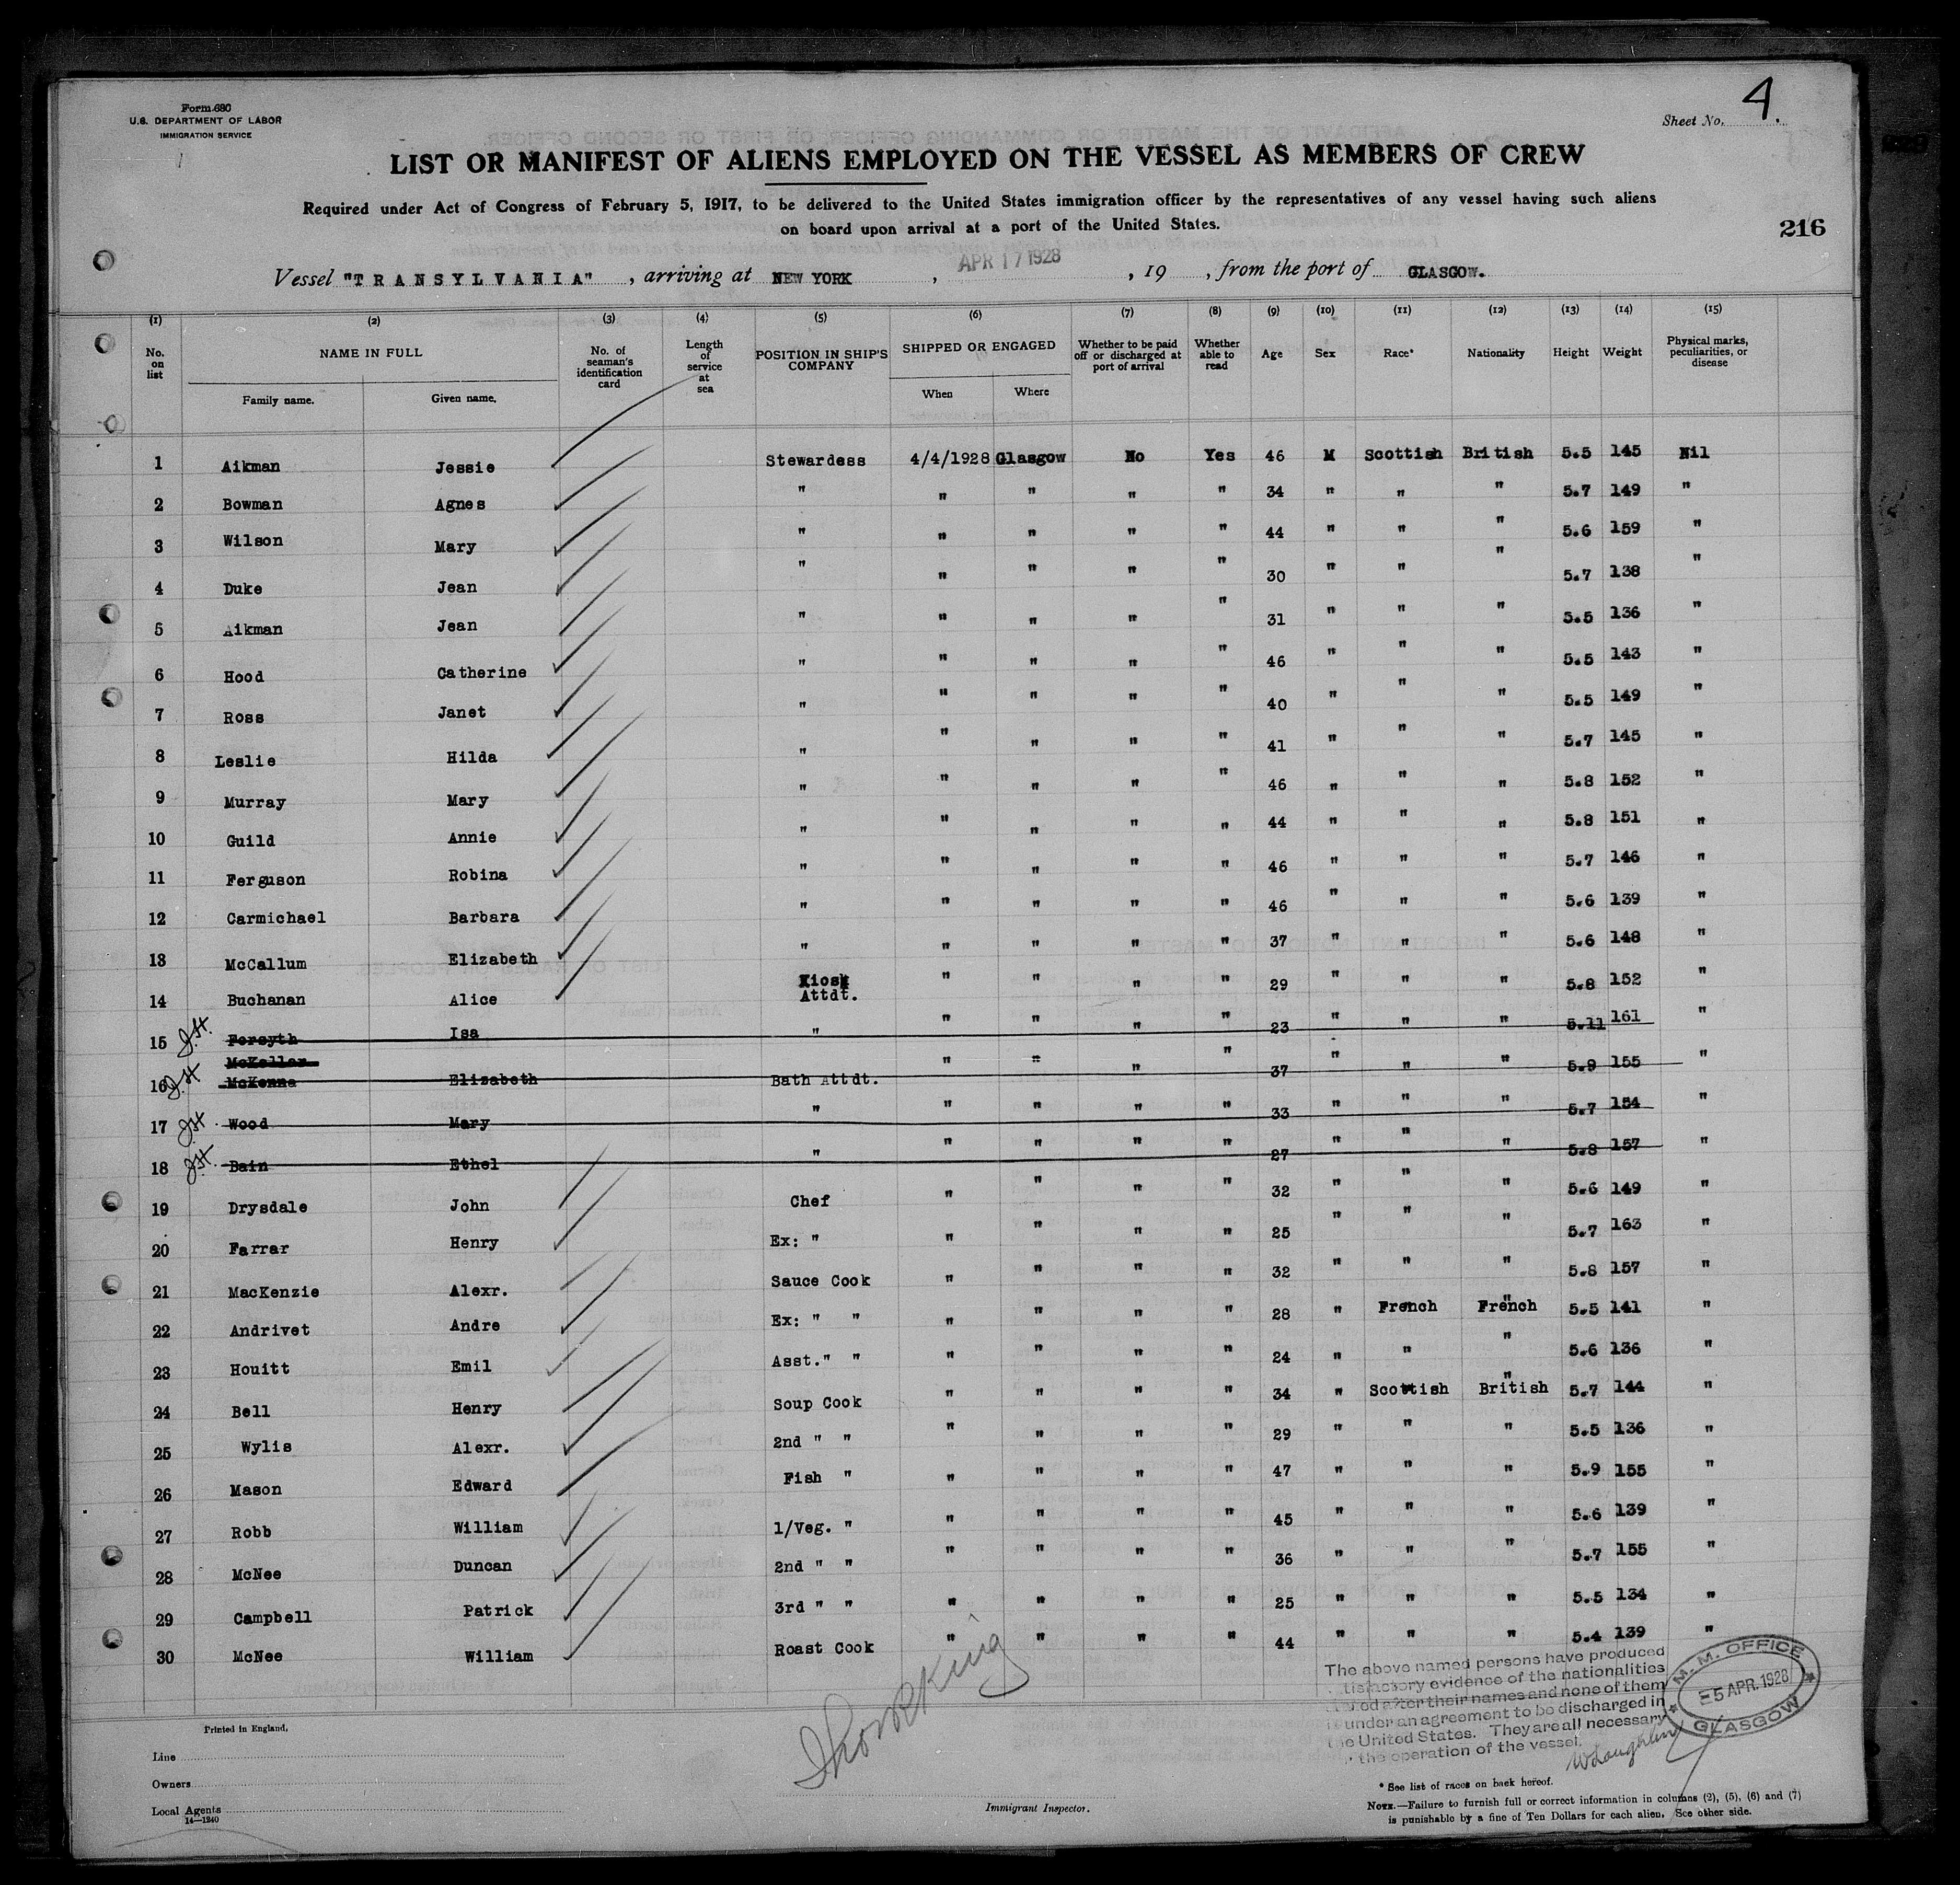 Form 680
U.S. DEPARTMENT OF LABOR
IMMIGRATION SERVICE
Sheet No. 4.
LIST OR MANIFEST OF ALIENS EMPLOYED ON THE VESSEL AS MEMBERS OF CREW
Required under Act of Congress of February 5, 1917, to be delivered to the United States immigration officer by the representatives of any vessel having such aliens
on board upon arrival at a port of the United States.
216
Vessel "TRANSYLVANIA", arriving at NEW YORK, APR 17 1928, 19 , from the port of GLASGOW.
(1) (2) (3) (4) (5) (6) (7) (8) (9) (10) (11) (12) (13) (14) (15)
No. on list NAME IN FULL Family name. Given name. No. of seaman's identification card Length of service at sea POSITION IN SHIP'S COMPANY SHIPPED OR ENGAGED When Where Whether to be paid off or discharged at port of arrival Whether able to read Age Sex Race* Nationality Height Weight Physical marks, peculiarities, or disease
1 Aikman Jessie Stewardess 4/4/1928 Glasgow No Yes 46 M Scottish British 5.5 145 Nil
2 Bowman Agnes " " " " " 34 " " " 5.7 149 "
3 Wilson Mary " " " " " 44 " " " 5.6 159 "
4 Duke Jean " " " " " 30 " " " 5.7 138 "
5 Aikman Jean " " " " " 31 " " " 5.5 136 "
6 Hood Catherine " " " " " 46 " " " 5.5 143 "
7 Ross Janet " " " " " 40 " " " 5.5 149 "
8 Leslie Hilda " " " " " 41 " " " 5.7 145 "
9 Murray Mary " " " " " 46 " " " 5.8 152 "
10 Guild Annie " " " " " 44 " " " 5.8 151 "
11 Ferguson Robina " " " " " 46 " " " 5.7 146 "
12 Carmichael Barbara " " " " " 46 " " " 5.6 139 "
13 McCallum Elizabeth " " " " " 37 " " " 5.6 148 "
14 Buchanan Alice Kiosk Attdt. " " " " 29 " " " 5.8 152 "
15 Forsyth Isa " " " " " 23 " " " 5.11 161 "
McKellar
16 McKenna Elizabeth Bath Attdt. " " " " 37 " " " 5.9 155 "
17 Wood Mary " " " " " 33 " " " 5.7 154 "
18 Bain Ethel " " " " " 27 " " " 5.8 157 "
19 Drysdale John Chef " " " " 32 " " " 5.6 149 "
20 Farrar Henry Ex: " " " " " 25 " " " 5.7 163 "
21 MacKenzie Alexr. Sauce Cook " " " " 32 " " " 5.8 157 "
22 Andrivet Andre Ex: " " " " " " 28 " French French 5.5 141 "
23 Houitt Emil Asst. " " " " " " 24 " " " 5.6 136 "
24 Bell Henry Soup Cook " " " " 34 " Scottish British 5.7 144 "
25 Wylie Alexr. 2nd " " " " " " 29 " " " 5.5 136 "
26 Mason Edward Fish " " " " " 47 " " " 5.9 155 "
27 Robb William 1/Veg. " " " " " 45 " " " 5.6 139 "
28 McNee Duncan 2nd " " " " " " 36 " " " 5.7 155 "
29 Campbell Patrick 3rd " " " " " " 25 " " " 5.5 134 "
30 McNee William Roast Cook " " " " 44 " " " 5.4 139 "
The above named persons have produced
satisfactory evidence of the nationalities
stated after their names and none of them
is under an agreement to be discharged in
the United States. They are all necessary
the operation of the vessel.
M. M. OFFICE
5 APR. 1928
GLASGOW
Printed in England.
Line
Owners
Local Agents
14—1240
Immigrant Inspector.
* See list of races on back hereof.
NOTE.—Failure to furnish full or correct information in columns (2), (5), (6) and (7)
is punishable by a fine of Ten Dollars for each alien. See other side.